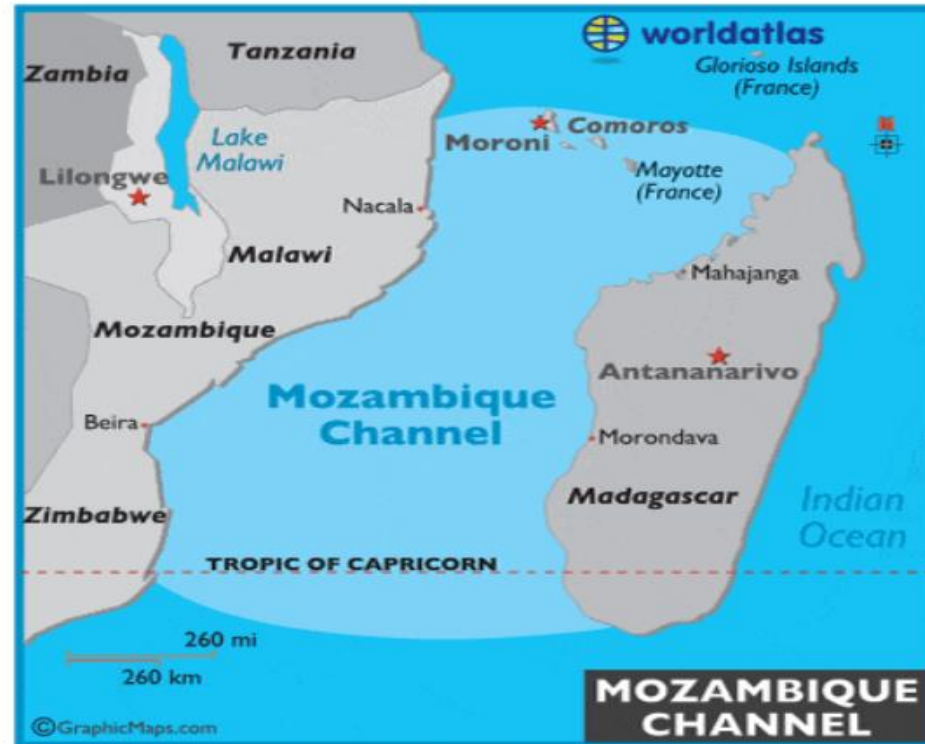 worldatlas
Tanzania
Zambia
Glorioso Islands
(France)
Comoros
Moroni
Lake
Malawi
Lilongwe
Mayotte
(France)
Nacala
Malawi
Mahajanga
Mozambique
Antananarivo
Mozambique
Channel
Beira
Morondava
Madagascar
Zimbabwe
Indian
Ocean
TROPIC OF CAPRICORN
260 mi
260 km
MOZAMBIQUE
CHANNEL
©GraphicMaps.com